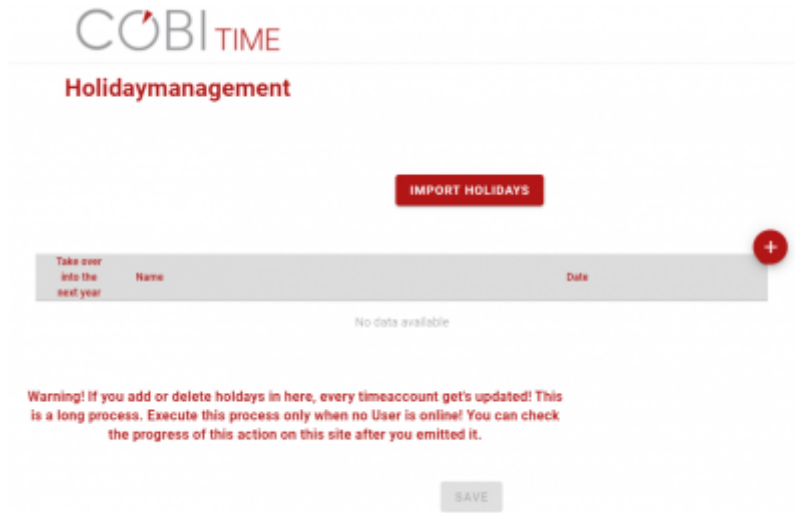 COBI TIME
Holidaymanagement
IMPORT HOLIDAYS
+
Take over
into the
next year
Name
Date
No data available
Warning! If you add or delete holdays in here, every timeaccount get's updated! This
is a long process. Execute this process only when no User is online! You can check
the progress of this action on this site after you emitted it.
SAVE